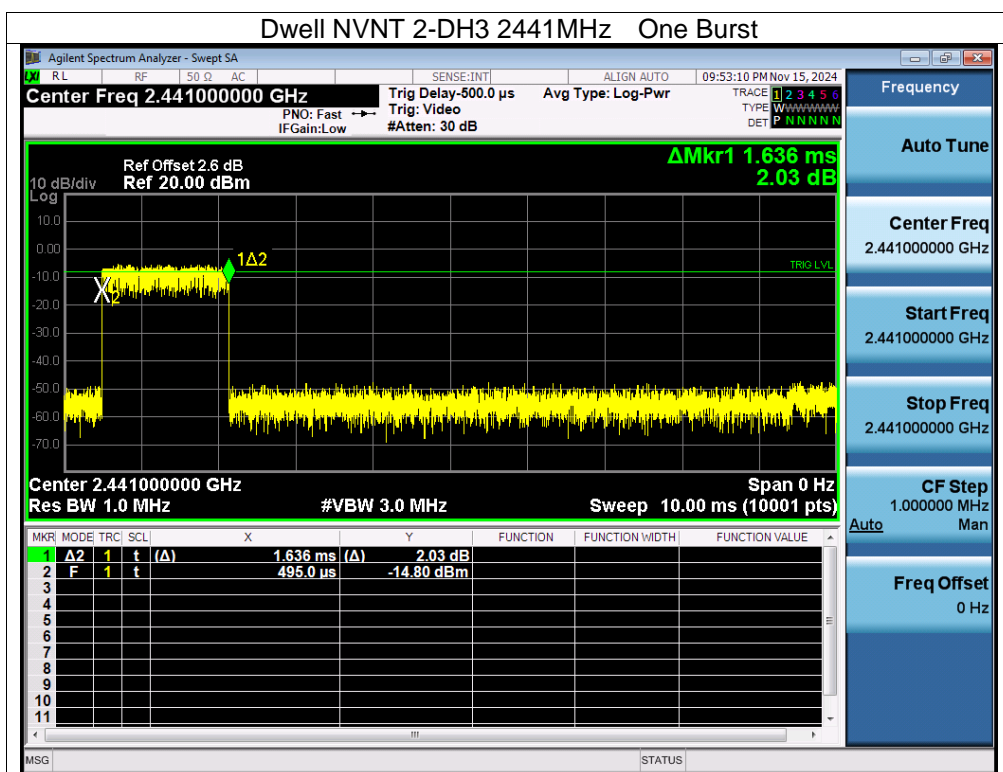 Dwell NVNT 2-DH3 2441MHz One Burst
Agilent Spectrum Analyzer - Swept SA
LXI RL RF 50 Ω AC SENSE:INT ALIGN AUTO 09:53:10 PM Nov 15, 2024
Center Freq 2.441000000 GHz Trig Delay-500.0 µs Avg Type: Log-Pwr TRACE 1 2 3 4 5 6
PNO: Fast Trig: Video TYPE WWWWWW
IFGain:Low #Atten: 30 dB DET P N N N N N
ΔMkr1 1.636 ms
2.03 dB
Ref Offset 2.6 dB
10 dB/div Ref 20.00 dBm
Log
10.0
0.00
1Δ2
TRIG LVL
-10.0
2
-20.0
-30.0
-40.0
-50.0
-60.0
-70.0
Center 2.441000000 GHz Span 0 Hz
Res BW 1.0 MHz #VBW 3.0 MHz Sweep 10.00 ms (10001 pts)
MKR MODE TRC SCL X Y FUNCTION FUNCTION WIDTH FUNCTION VALUE
1 Δ2 1 t (Δ) 1.636 ms (Δ) 2.03 dB
2 F 1 t 495.0 µs -14.80 dBm
3
4
5
6
7
8
9
10
11
MSG STATUS
Frequency
Auto Tune
Center Freq
2.441000000 GHz
Start Freq
2.441000000 GHz
Stop Freq
2.441000000 GHz
CF Step
1.000000 MHz
Auto Man
Freq Offset
0 Hz